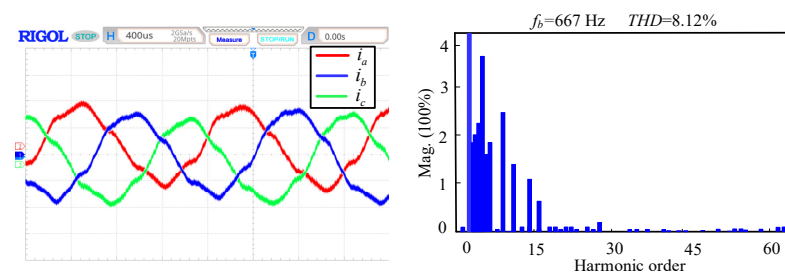 f_b=667 Hz THD=8.12%
RIGOL STOP H 400us 2GSa/s 20Mpts Measure STOP/RUN D 0.00s
T
i_a
i_b
i_c
4
3
2
1
0
Mag. (100%)
0 15 30 45 60
Harmonic order